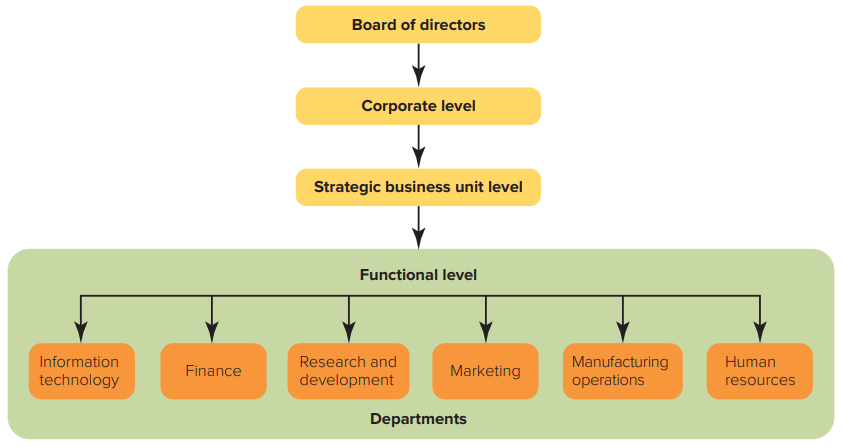 Board of directors
Corporate level
Strategic business unit level
Functional level
Information
technology
Finance
Research and
development
Marketing
Manufacturing
operations
Human
resources
Departments